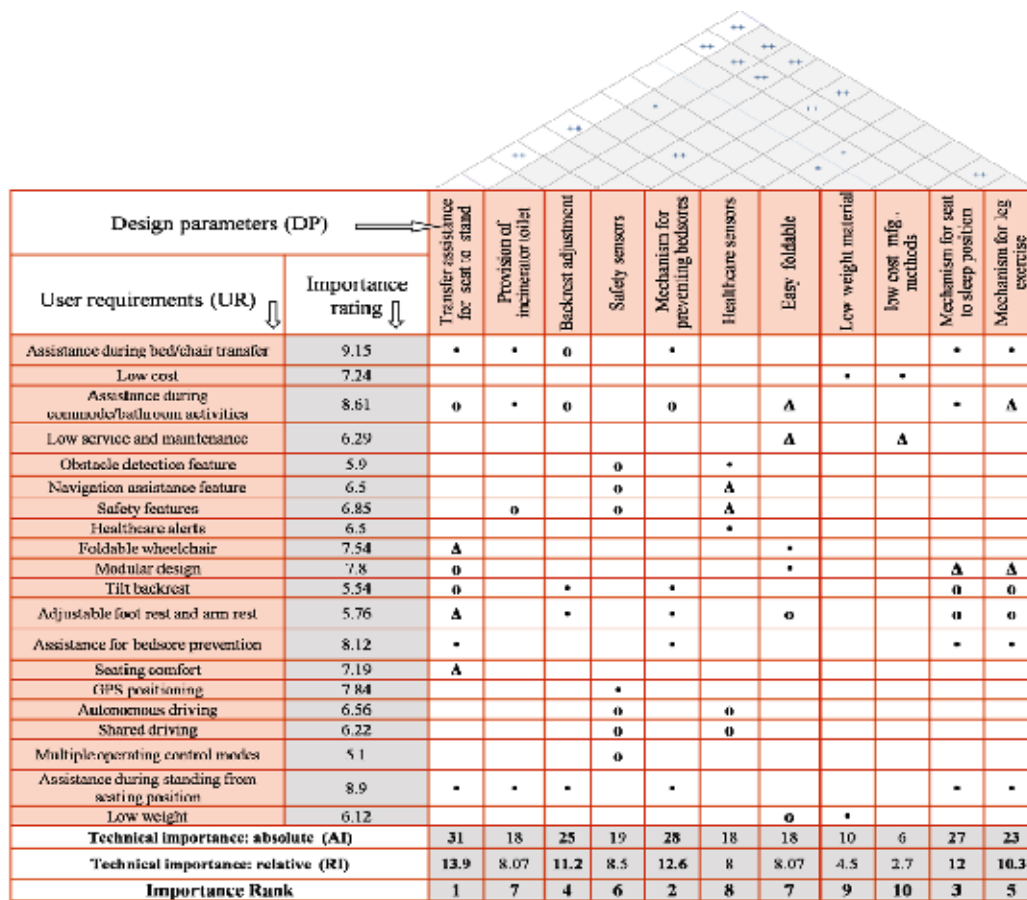 Design parameters (DP)
User requirements (UR)
Importance
rating
Transfer assistance
for seat to stand
Provision of
incinerator toilet
Backrest adjustment
Safety sensors
Mechanism for
preventing bedsores
Healthcare sensors
Easy foldable
Low weight material
low cost mfg.
methods
Mechanism for seat
to sleep position
Mechanism for leg
exercise
Assistance during bed/chair transfer 9.15 • • o • • •
Low cost 7.24 • •
Assistance during
commode/bathroom activities 8.61 o • o o Δ • Δ
Low service and maintenance 6.29 Δ Δ
Obstacle detection feature 5.9 o •
Navigation assistance feature 6.5 o Δ
Safety features 6.85 o o Δ
Healthcare alerts 6.5 •
Foldable wheelchair 7.54 Δ •
Modular design 7.8 o • Δ Δ
Tilt backrest 5.54 o • • o o
Adjustable foot rest and arm rest 5.76 Δ • • o o o
Assistance for bedsore prevention 8.12 • • • •
Seating comfort 7.19 Δ
GPS positioning 7.84 •
Autonomous driving 6.56 o o
Shared driving 6.22 o o
Multiple operating control modes 5.1 o
Assistance during standing from
seating position 8.9 • • • • • •
Low weight 6.12 o •
Technical importance: absolute (AI) 31 18 25 19 28 18 18 10 6 27 23
Technical importance: relative (RI) 13.9 8.07 11.2 8.5 12.6 8 8.07 4.5 2.7 12 10.3
Importance Rank 1 7 4 6 2 8 7 9 10 3 5